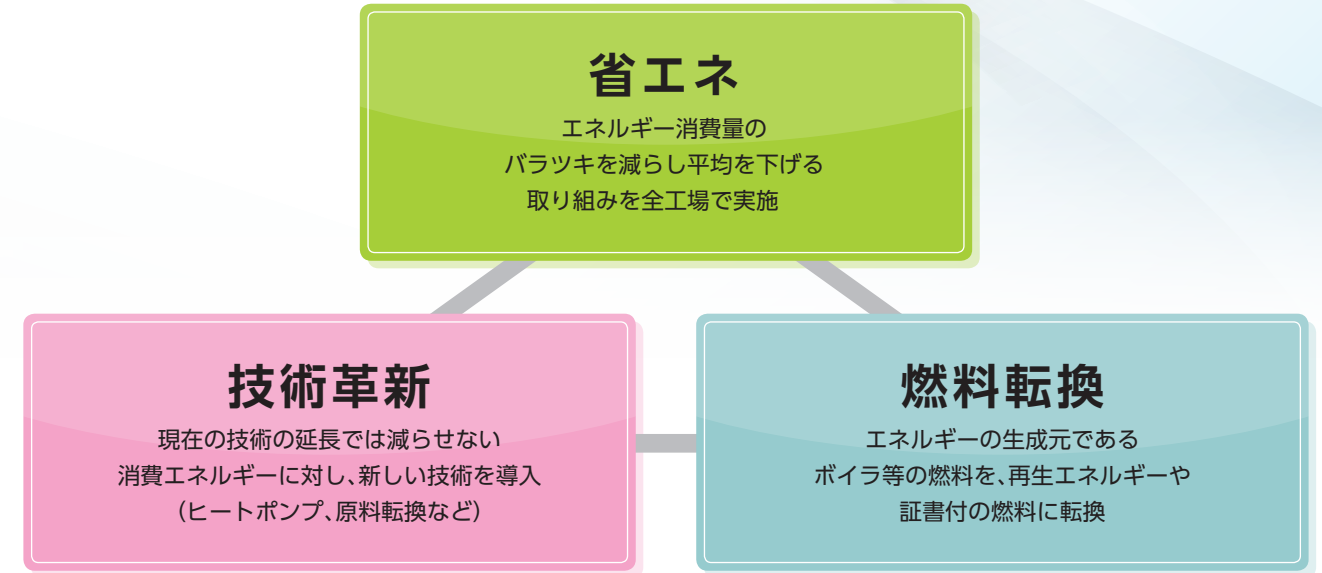 省エネ
エネルギー消費量の
バラツキを減らし平均を下げる
取り組みを全工場で実施
技術革新
現在の技術の延長では減らせない
消費エネルギーに対し、新しい技術を導入
（ヒートポンプ、原料転換など）
燃料転換
エネルギーの生成元である
ボイラ等の燃料を、再生エネルギーや
証書付の燃料に転換